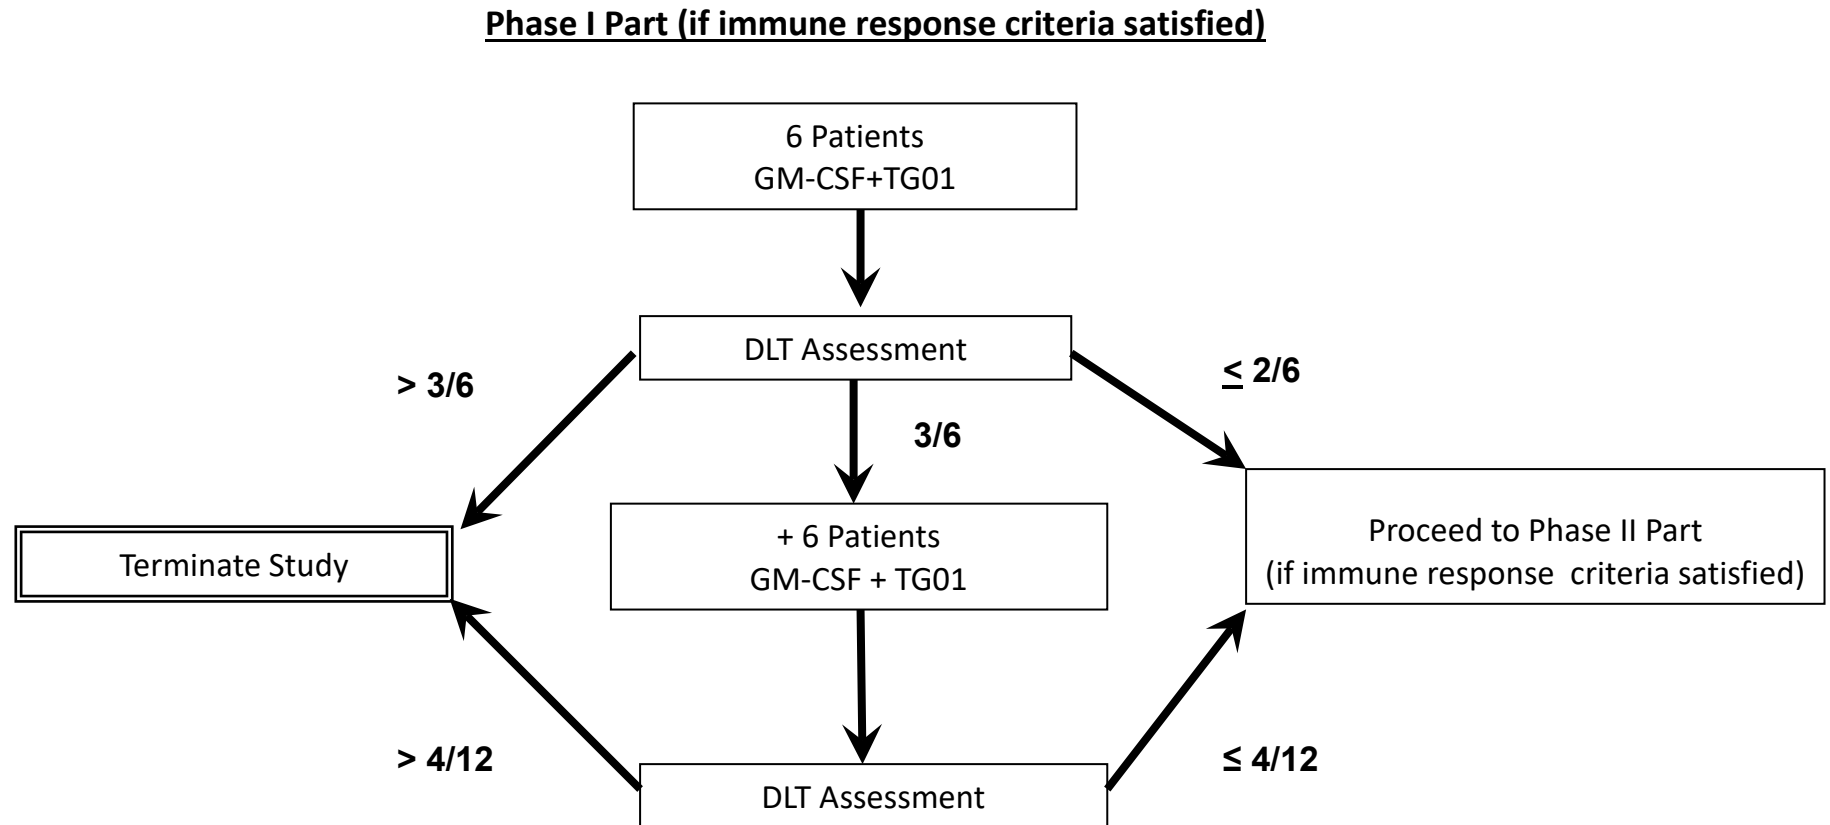 Phase I Part (if immune response criteria satisfied)
6 Patients
GM-CSF+TG01
DLT Assessment
> 3/6
≤ 2/6
3/6
+ 6 Patients
GM-CSF + TG01
Terminate Study
Proceed to Phase II Part
(if immune response criteria satisfied)
> 4/12
≤ 4/12
DLT Assessment